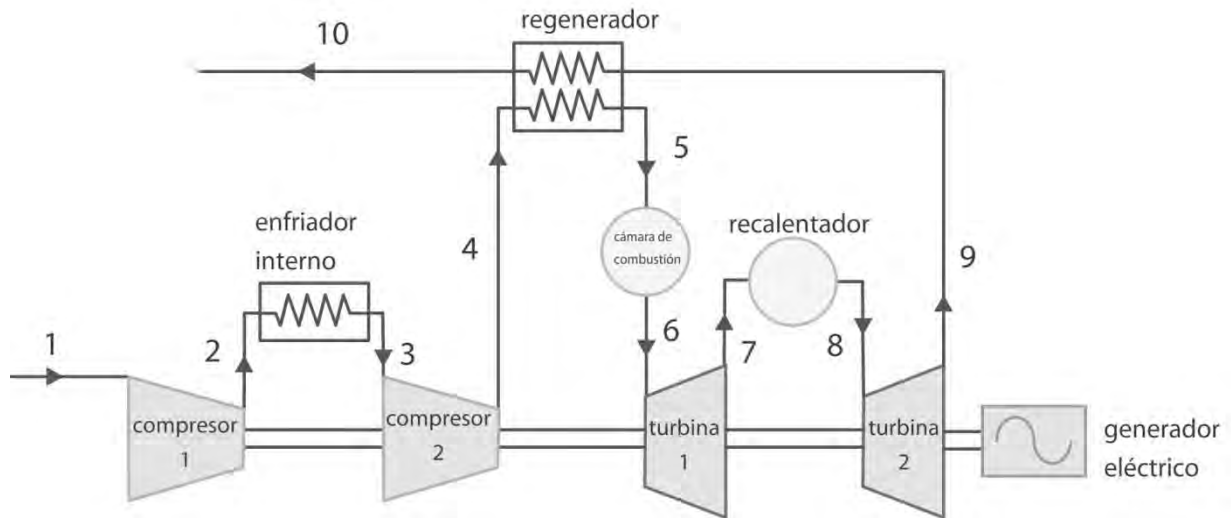 regenerador
10
5
enfriador
interno
4
cámara de
combustión
recalentador
9
1
2
3
6
7
8
compresor
1
compresor
2
turbina
1
turbina
2
generador
eléctrico